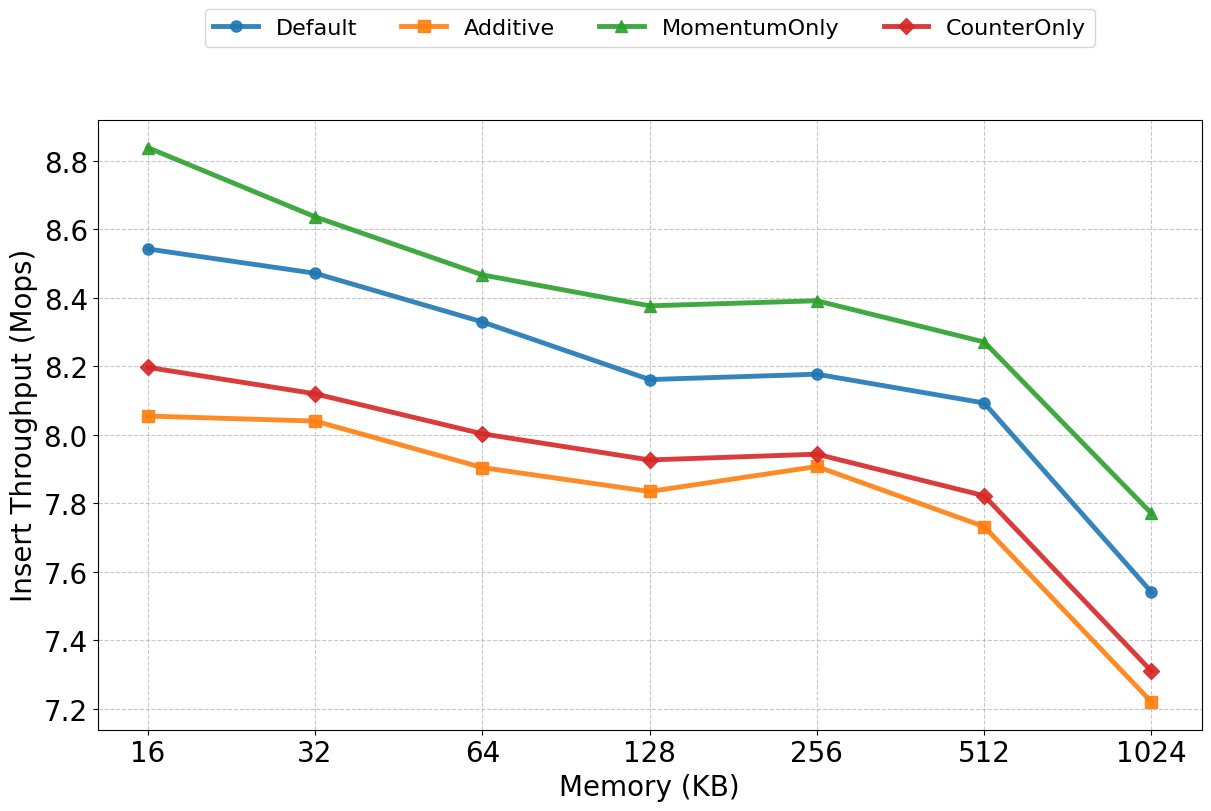 Default Additive MomentumOnly CounterOnly
8.8
8.6
8.4
8.2
8.0
7.8
7.6
7.4
7.2
Insert Throughput (Mops)
16 32 64 128 256 512 1024
Memory (KB)